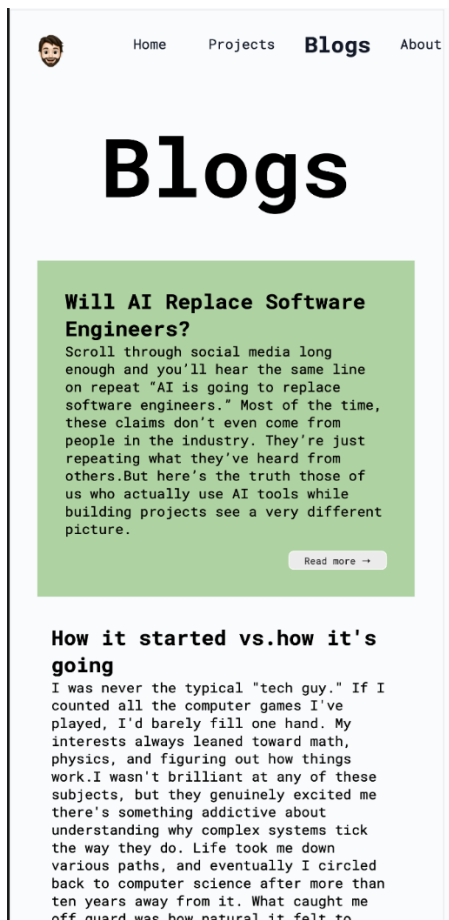 Home Projects Blogs About
Blogs
Will AI Replace Software
Engineers?
Scroll through social media long
enough and you’ll hear the same line
on repeat “AI is going to replace
software engineers.” Most of the time,
these claims don’t even come from
people in the industry. They’re just
repeating what they’ve heard from
others.But here’s the truth those of
us who actually use AI tools while
building projects see a very different
picture.
Read more →
How it started vs.how it's
going
I was never the typical "tech guy." If I
counted all the computer games I've
played, I'd barely fill one hand. My
interests always leaned toward math,
physics, and figuring out how things
work.I wasn't brilliant at any of these
subjects, but they genuinely excited me
there's something addictive about
understanding why complex systems tick
the way they do. Life took me down
various paths, and eventually I circled
back to computer science after more than
ten years away from it. What caught me
off guard was how natural it felt to